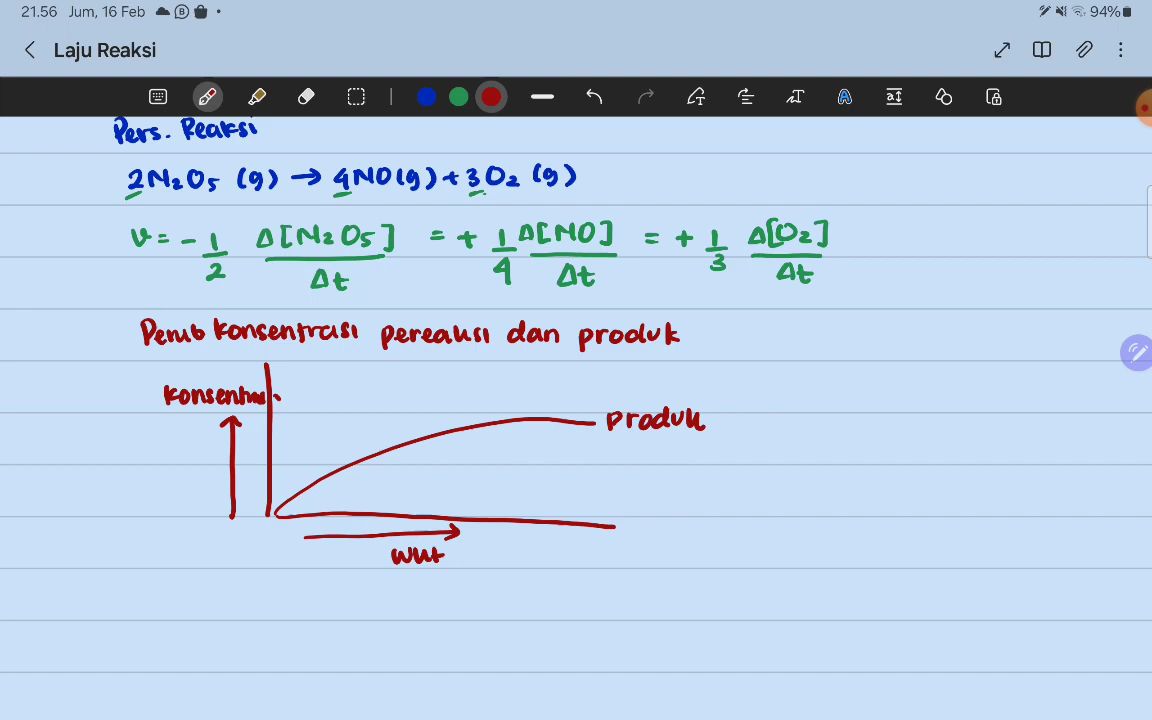 21.56 Jum, 16 Feb 94%
Laju Reaksi
Pers. Reaksi
2N₂O₅ (g) → 4NO(g) + 3O₂ (g)
v = - 1/2 Δ[N₂O₅]/Δt = + 1/4 Δ[NO]/Δt = + 1/3 Δ[O₂]/Δt
Perub konsentrasi pereaksi dan produk
Konsentrasi
produk
wkt